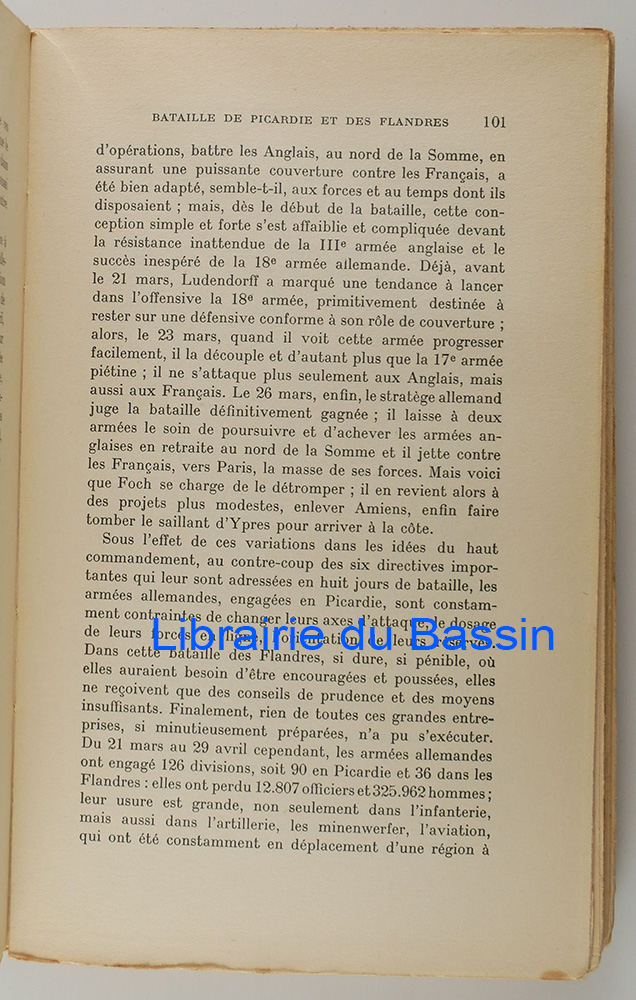 BATAILLE DE PICARDIE ET DES FLANDRES 101
d'opérations, battre les Anglais, au nord de la Somme, en
assurant une puissante couverture contre les Français, a
été bien adapté, semble-t-il, aux forces et au temps dont ils
disposaient ; mais, dès le début de la bataille, cette con-
ception simple et forte s'est affaiblie et compliquée devant
la résistance inattendue de la IIIe armée anglaise et le
succès inespéré de la 18e armée allemande. Déjà, avant
le 21 mars, Ludendorff a marqué une tendance à lancer
dans l'offensive la 18e armée, primitivement destinée à
rester sur une défensive conforme à son rôle de couverture ;
alors, le 23 mars, quand il voit cette armée progresser
facilement, il la découple et d'autant plus que la 17e armée
piétine ; il ne s'attaque plus seulement aux Anglais, mais
aussi aux Français. Le 26 mars, enfin, le stratège allemand
juge la bataille définitivement gagnée ; il laisse à deux
armées le soin de poursuivre et d'achever les armées an-
glaises en retraite au nord de la Somme et il jette contre
les Français, vers Paris, la masse de ses forces. Mais voici
que Foch se charge de le détromper ; il en revient alors à
des projets plus modestes, enlever Amiens, enfin faire
tomber le saillant d'Ypres pour arriver à la côte.
Sous l'effet de ces variations dans les idées du haut
commandement, au contre-coup des six directives impor-
tantes qui leur sont adressées en huit jours de bataille, les
armées allemandes, engagées en Picardie, sont constam-
ment contraintes de changer leurs axes d'attaque, le dosage
de leurs forces en ligne, l'orientation de leurs réserves.
Librairie du Bassin
Dans cette bataille des Flandres, si dure, si pénible, où
elles auraient besoin d'être encouragées et poussées, elles
ne reçoivent que des conseils de prudence et des moyens
insuffisants. Finalement, rien de toutes ces grandes entre-
prises, si minutieusement préparées, n'a pu s'exécuter.
Du 21 mars au 29 avril cependant, les armées allemandes
ont engagé 126 divisions, soit 90 en Picardie et 36 dans les
Flandres : elles ont perdu 12.807 officiers et 325.962 hommes ;
leur usure est grande, non seulement dans l'infanterie,
mais aussi dans l'artillerie, les minenwerfer, l'aviation,
qui ont été constamment en déplacement d'une région à